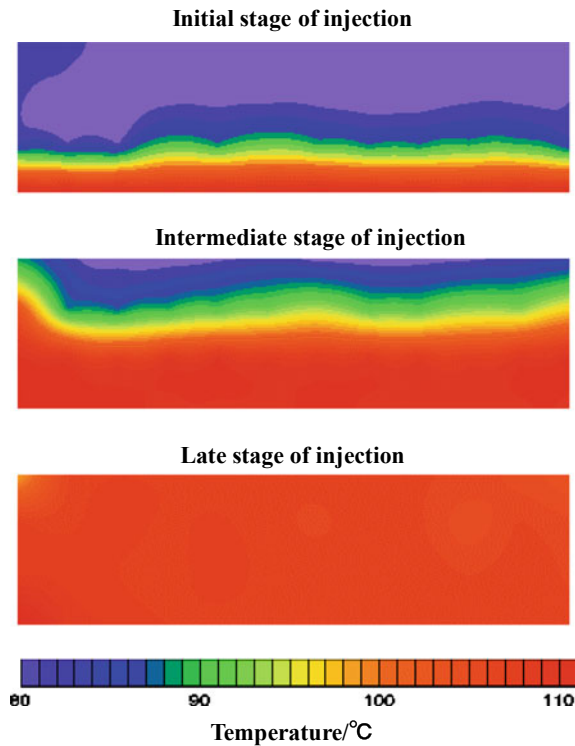 Initial stage of injection
Intermediate stage of injection
Late stage of injection
80 90 100 110
Temperature/℃